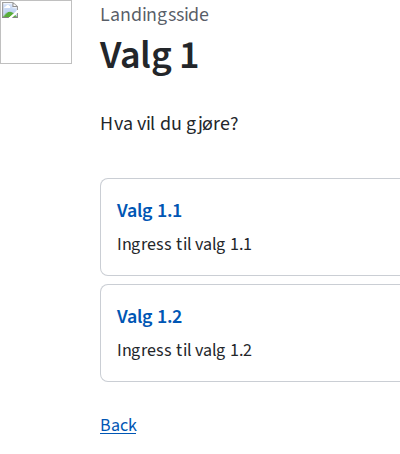 Landingsside
Valg 1
Hva vil du gjøre?
Valg 1.1
Ingress til valg 1.1
Valg 1.2
Ingress til valg 1.2
Back